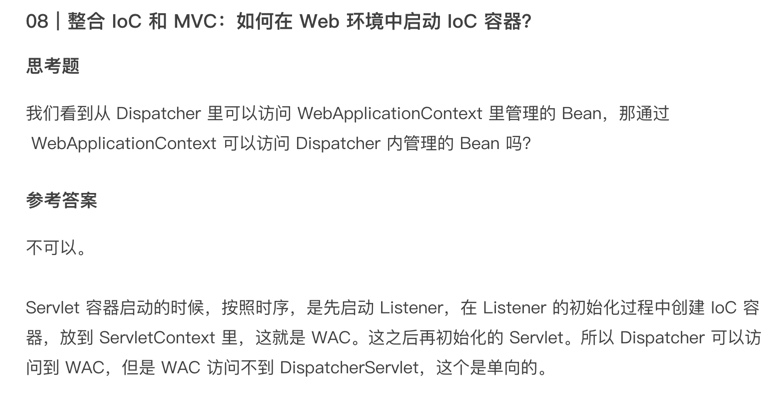 08｜整合 IoC 和 MVC：如何在 Web 环境中启动 IoC 容器？
思考题
我们看到从 Dispatcher 里可以访问 WebApplicationContext 里管理的 Bean，那通过
WebApplicationContext 可以访问 Dispatcher 内管理的 Bean 吗？
参考答案
不可以。
Servlet 容器启动的时候，按照时序，是先启动 Listener，在 Listener 的初始化过程中创建 IoC 容
器，放到 ServletContext 里，这就是 WAC。这之后再初始化的 Servlet。所以 Dispatcher 可以访
问到 WAC，但是 WAC 访问不到 DispatcherServlet，这个是单向的。